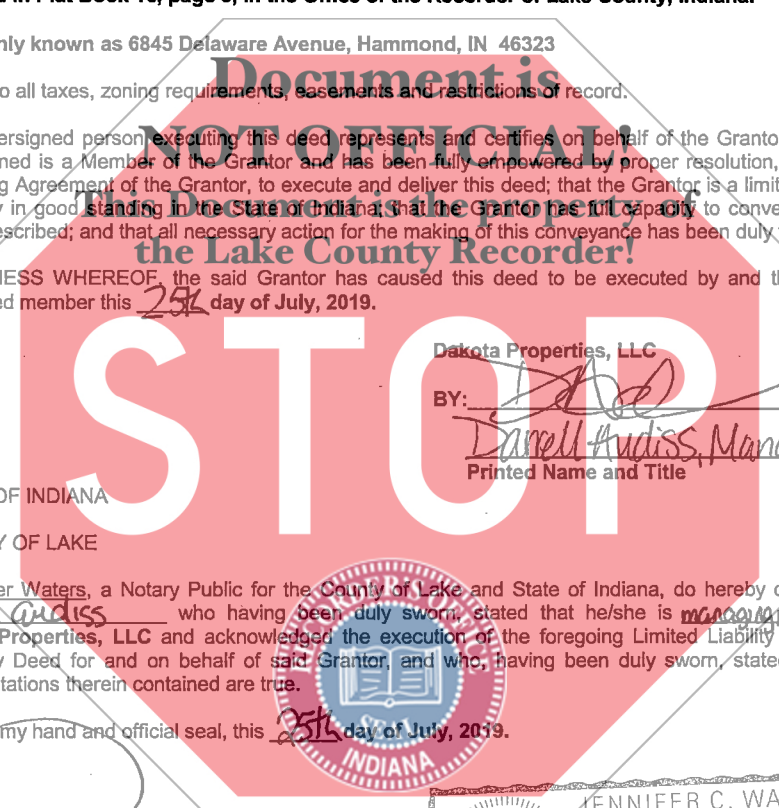 in Plat Book 16, page 8, in the Office of the Recorder of Lake County, Indiana.
nly known as 6845 Delaware Avenue, Hammond, IN 46323
Document is
o all taxes, zoning requirements, easements and restrictions of record.
NOT OFFICIAL!
ersigned person executing this deed represents and certifies on behalf of the Granto
ned is a Member of the Grantor and has been fully empowered by proper resolution,
g Agreement of the Grantor, to execute and deliver this deed; that the Grantor is a limit
This Document is the property of
y in good standing in the State of Indiana; that the Grantor has full capacity to conve
escribed; and that all necessary action for the making of this conveyance has been duly
the Lake County Recorder!
NESS WHEREOF, the said Grantor has caused this deed to be executed by and th
ed member this 25th day of July, 2019.
STOP
Dakota Properties, LLC
BY:
Darrell Audiss, Mana
Printed Name and Title
OF INDIANA
Y OF LAKE
er Waters, a Notary Public for the County of Lake and State of Indiana, do hereby c
Audiss who having been duly sworn, stated that he/she is managing
Properties, LLC and acknowledged the execution of the foregoing Limited Liability
y Deed for and on behalf of said Grantor, and who, having been duly sworn, state
tations therein contained are true.
my hand and official seal, this 25th day of July, 2019.
RECORDER'S OFFICE
SEAL
INDIANA
JENNIFER C. WA